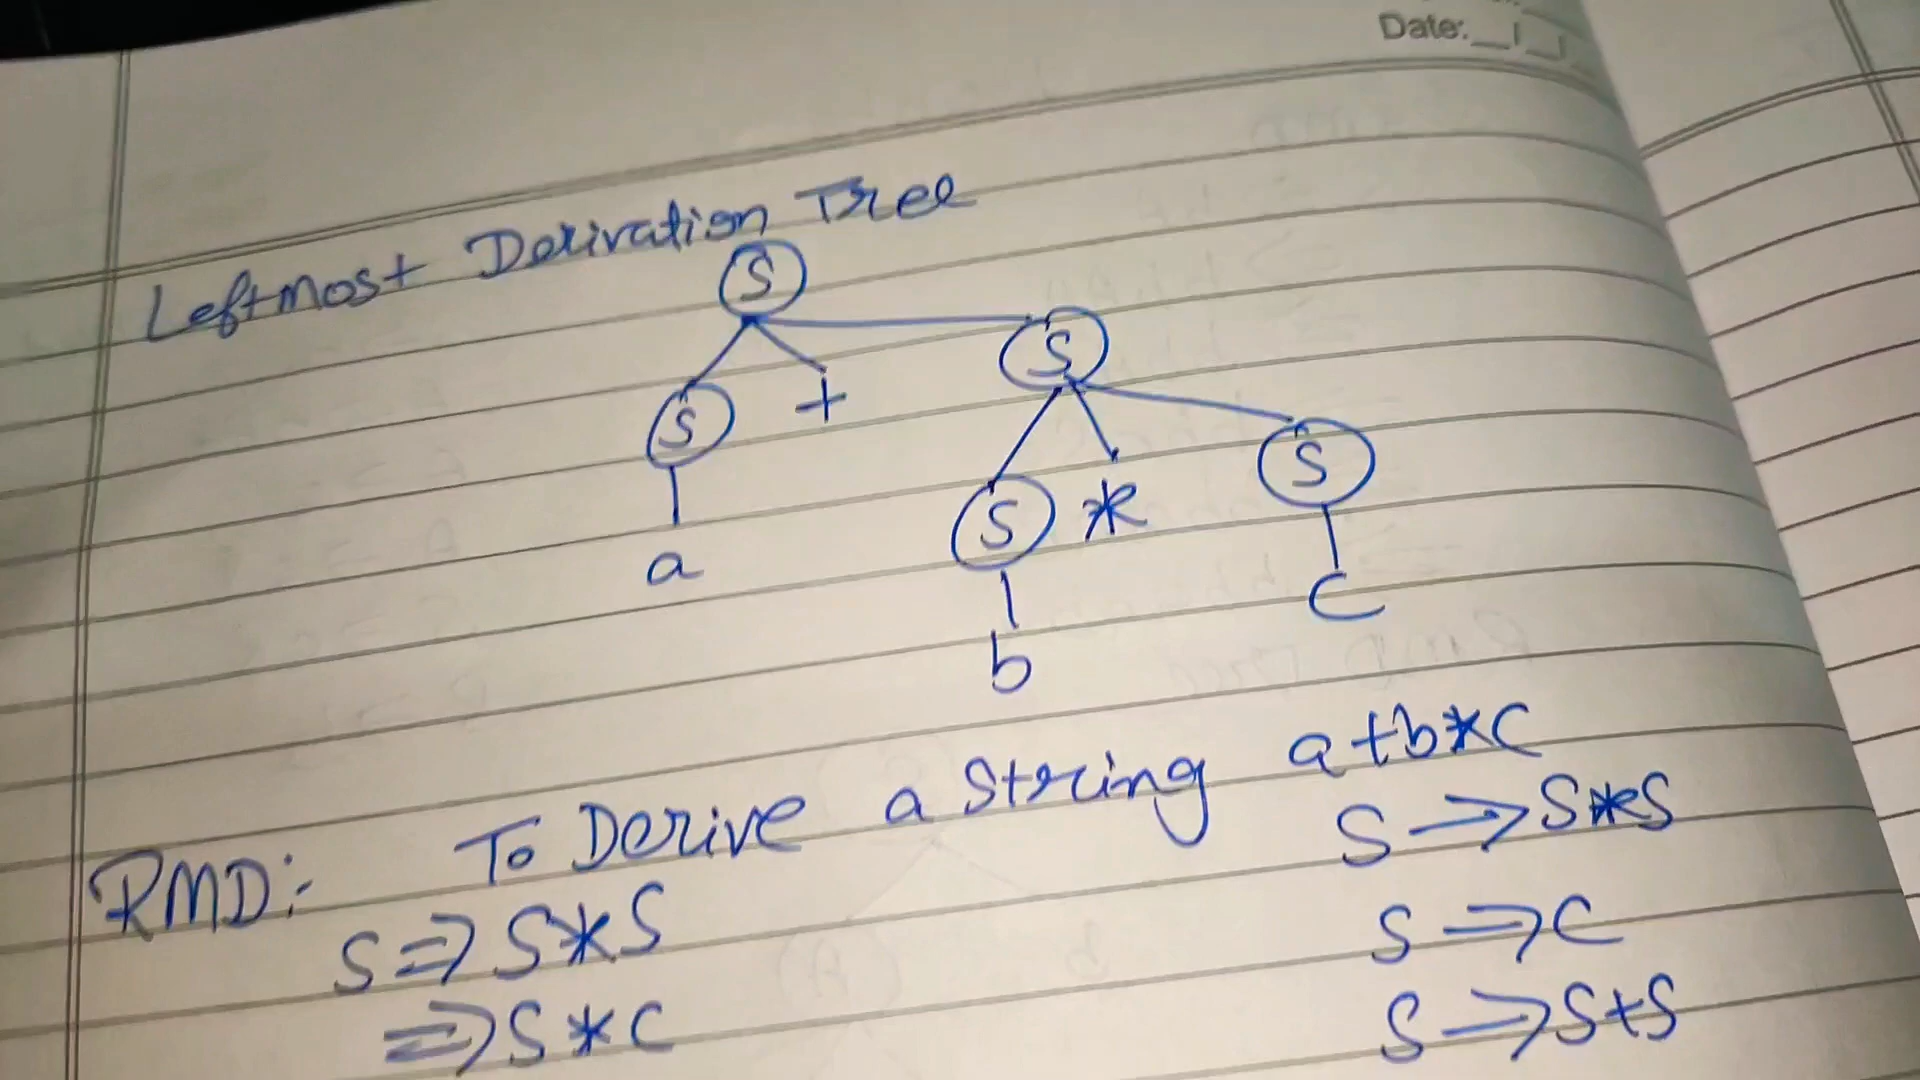 Date:
Leftmost Derivation Tree
S
S + S
a S * S
b C
RMD:- To Derive a string a+b*C
S ⇒ S*S S ⇒ S*S
⇒ S*C S ⇒ C
S ⇒ S+S